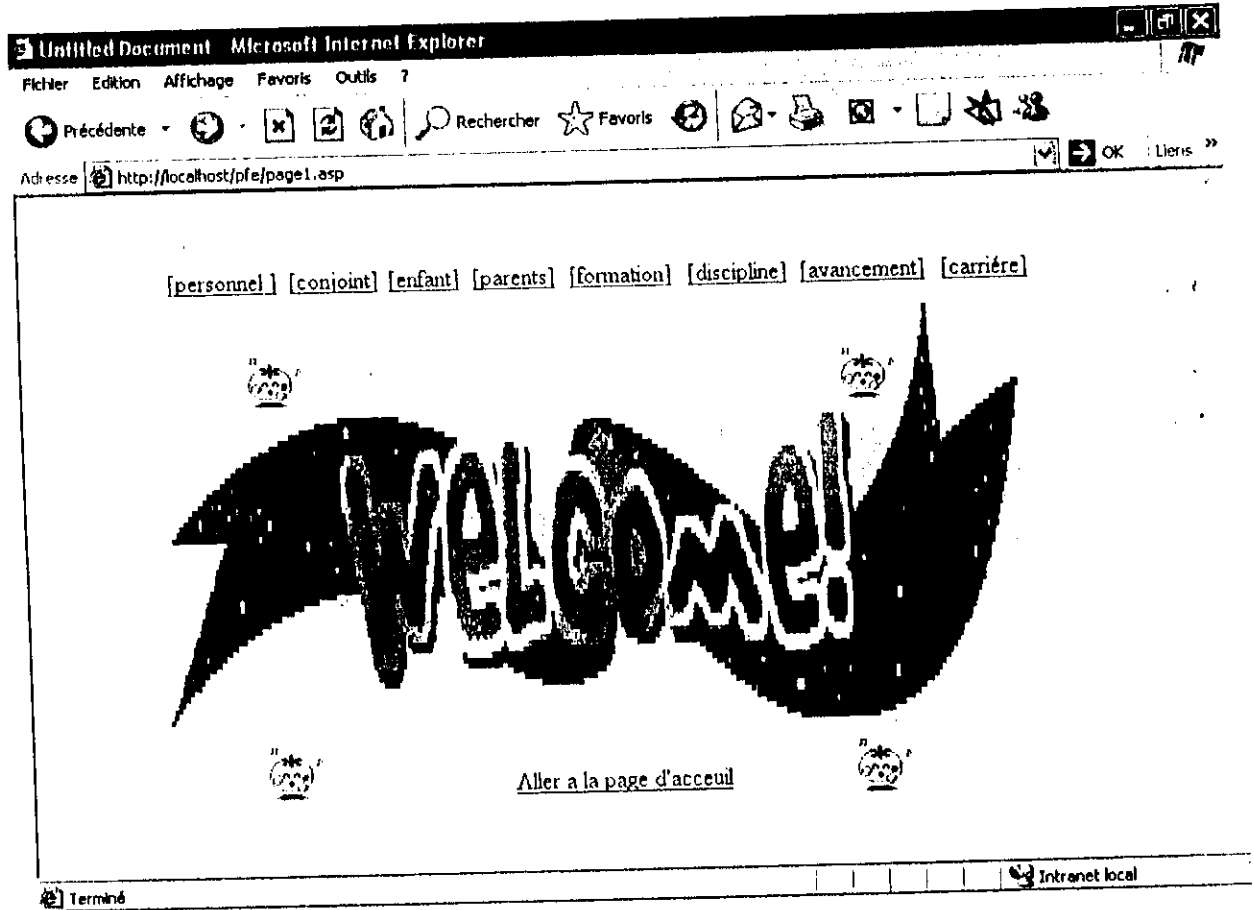 Untitled Document Microsoft Internet Explorer
Fichier Edition Affichage Favoris Outils ?
Précédente Rechercher Favoris
Adresse http://localhost/pfe/page1.asp OK Liens »
[personnel ] [conjoint] [enfant] [parents] [formation] [discipline] [avancement] [carriére]
Welcome!
Aller a la page d'acceuil
Terminé Intranet local